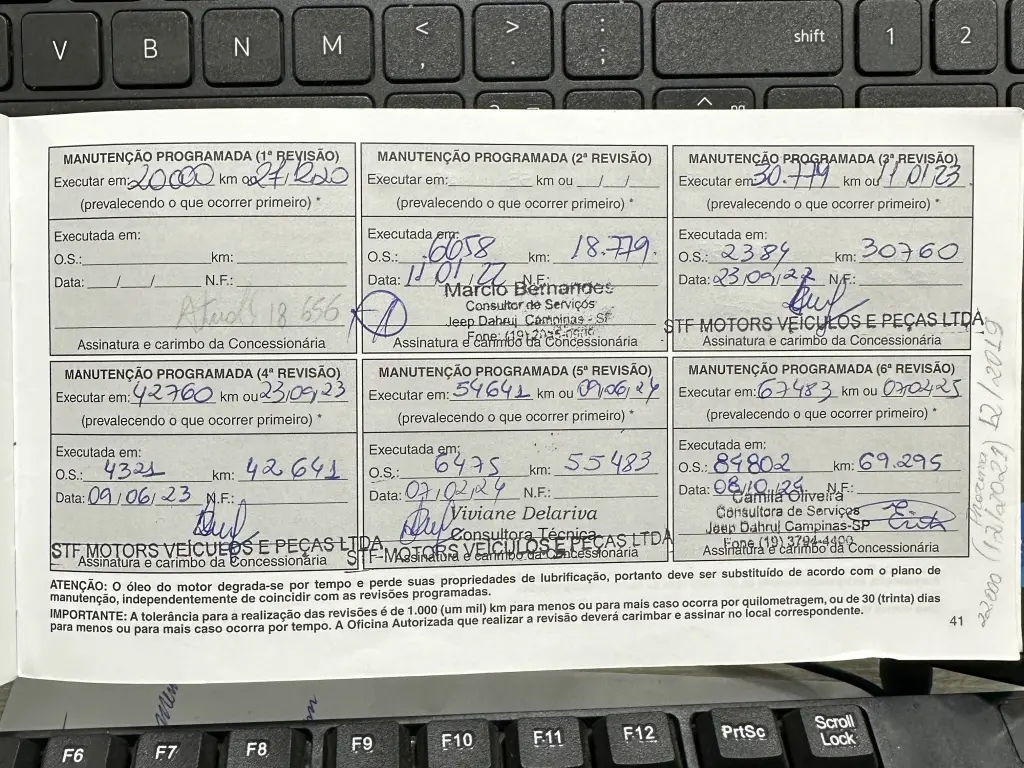 V B N M < , > . : ; shift 1 2
MANUTENÇÃO PROGRAMADA (1ª REVISÃO)
Executar em: 20000 km ou 27/12/20
(prevalecendo o que ocorrer primeiro) *
Executada em:
O.S.: km:
Data: __/__/__ N.F.:
18 656
Assinatura e carimbo da Concessionária
MANUTENÇÃO PROGRAMADA (2ª REVISÃO)
Executar em: km ou __/__/__
(prevalecendo o que ocorrer primeiro) *
Executada em:
O.S.: 6058 km: 18.779.
Data: 11/01/22 N.F.:
Marcio Bernandes
Consultor de Serviços
Jeep Dahruj Campinas - SP
Assinatura e carimbo da Concessionária
MANUTENÇÃO PROGRAMADA (3ª REVISÃO)
Executar em: 30.779 km ou 11/01/23
(prevalecendo o que ocorrer primeiro) *
Executada em:
O.S.: 2384 km: 30760
Data: 23/09/22 N.F.:
STF MOTORS VEÍCULOS E PEÇAS LTDA
Assinatura e carimbo da Concessionária
MANUTENÇÃO PROGRAMADA (4ª REVISÃO)
Executar em: 42760 km ou 23/09/23
(prevalecendo o que ocorrer primeiro) *
Executada em:
O.S.: 4321 km: 42.641
Data: 09/06/23 N.F.:
STF MOTORS VEÍCULOS E PEÇAS LTDA
Assinatura e carimbo da Concessionária
MANUTENÇÃO PROGRAMADA (5ª REVISÃO)
Executar em: 54641 km ou 09/06/24
(prevalecendo o que ocorrer primeiro) *
Executada em:
O.S.: 6475 km: 55483
Data: 07/02/24 N.F.:
Viviane Delariva
Consultora Técnica
STF MOTORS VEÍCULOS E PEÇAS LTDA
Assinatura e carimbo da Concessionária
MANUTENÇÃO PROGRAMADA (6ª REVISÃO)
Executar em: 67483 km ou 07/02/25
(prevalecendo o que ocorrer primeiro) *
Executada em:
O.S.: 84802 km: 69.295
Data: 08/10/24 N.F.:
Camila Oliveira
Consultora de Serviços
Jeep Dahruj Campinas-SP
Fone (19) 3794-4400
Assinatura e carimbo da Concessionária
22.000 (12/2021) 12/2019
ATENÇÃO: O óleo do motor degrada-se por tempo e perde suas propriedades de lubrificação, portanto deve ser substituído de acordo com o plano de
manutenção, independentemente de coincidir com as revisões programadas.
IMPORTANTE: A tolerância para a realização das revisões é de 1.000 (um mil) km para menos ou para mais caso ocorra por quilometragem, ou de 30 (trinta) dias
para menos ou para mais caso ocorra por tempo. A Oficina Autorizada que realizar a revisão deverá carimbar e assinar no local correspondente.
41
F6 F7 F8 F9 F10 F11 F12 PrtSc Scroll Lock